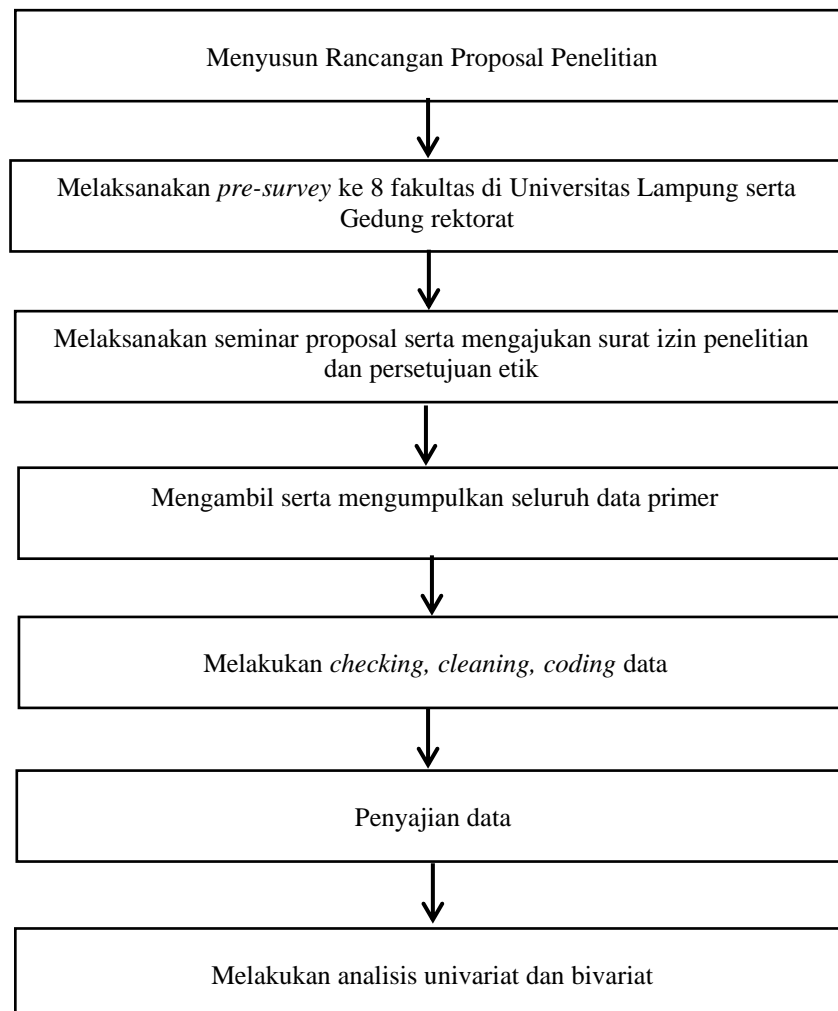 Menyusun Rancangan Proposal Penelitian
Melaksanakan pre-survey ke 8 fakultas di Universitas Lampung serta
Gedung rektorat
Melaksanakan seminar proposal serta mengajukan surat izin penelitian
dan persetujuan etik
Mengambil serta mengumpulkan seluruh data primer
Melakukan checking, cleaning, coding data
Penyajian data
Melakukan analisis univariat dan bivariat